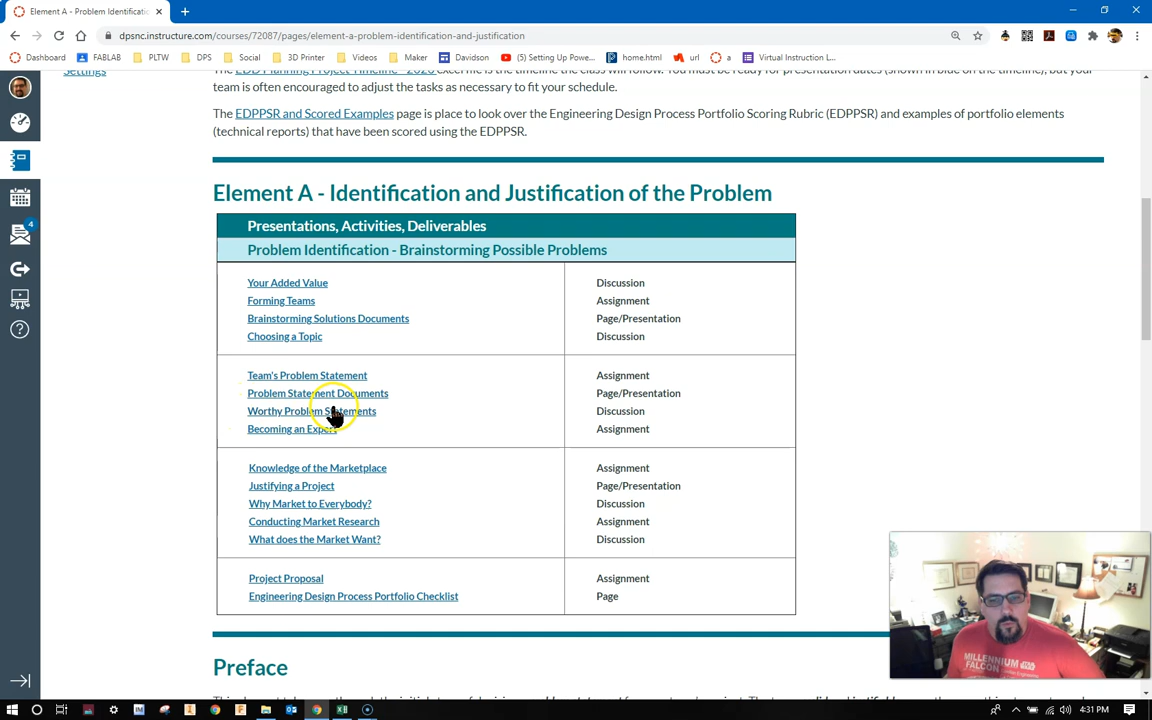 Element A - Problem Identificatio
dpsnc.instructure.com/courses/72087/pages/element-a-problem-identification-and-justification
Dashboard FABLAB PLTW DPS Social 3D Printer Videos Maker Davidson (5) Setting Up Powe... home.html url a Virtual Instruction L...
Settings
team is often encouraged to adjust the tasks as necessary to fit your schedule.
The EDPPSR and Scored Examples page is place to look over the Engineering Design Process Portfolio Scoring Rubric (EDPPSR) and examples of portfolio elements
(technical reports) that have been scored using the EDPPSR.
4
Element A - Identification and Justification of the Problem
Presentations, Activities, Deliverables
Problem Identification - Brainstorming Possible Problems
Your Added Value Discussion
Forming Teams Assignment
Brainstorming Solutions Documents Page/Presentation
Choosing a Topic Discussion
Team's Problem Statement Assignment
Problem Statement Documents Page/Presentation
Worthy Problem Statements Discussion
Becoming an Expert Assignment
Knowledge of the Marketplace Assignment
Justifying a Project Page/Presentation
Why Market to Everybody? Discussion
Conducting Market Research Assignment
What does the Market Want? Discussion
Project Proposal Assignment
Engineering Design Process Portfolio Checklist Page
Preface
MILLENNIUM
FALCON
4:31 PM